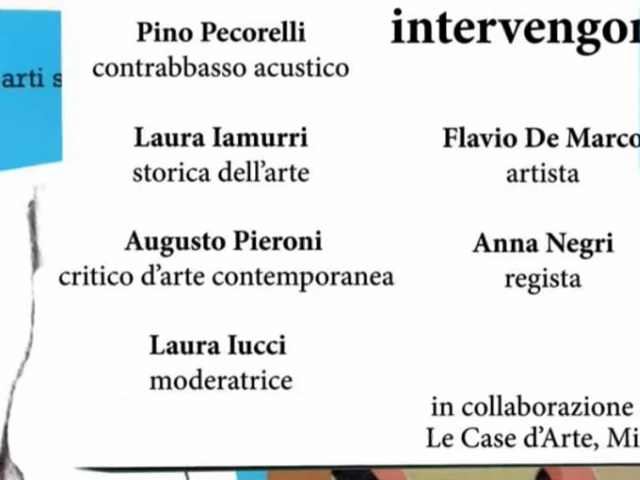 arti
Pino Pecorelli
contrabbasso acustico
Laura Iamurri
storica dell'arte
Augusto Pieroni
critico d'arte contemporanea
Laura Iucci
moderatrice
intervengo
Flavio De Marco
artista
Anna Negri
regista
in collaborazione
Le Case d'Arte, Mi